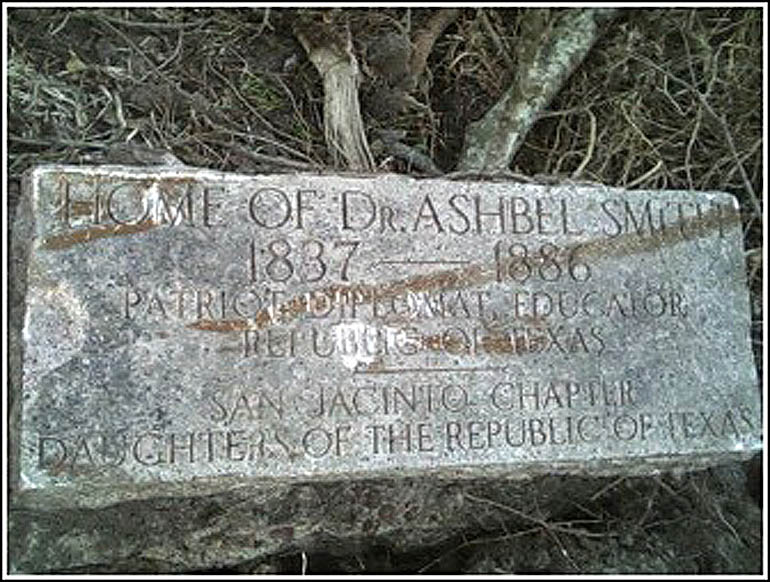 HOME OF DR. ASHBEL SMITH
1837 — 1886
PATRIOT, DIPLOMAT, EDUCATOR
REPUBLIC OF TEXAS
SAN JACINTO CHAPTER
DAUGHTERS OF THE REPUBLIC OF TEXAS